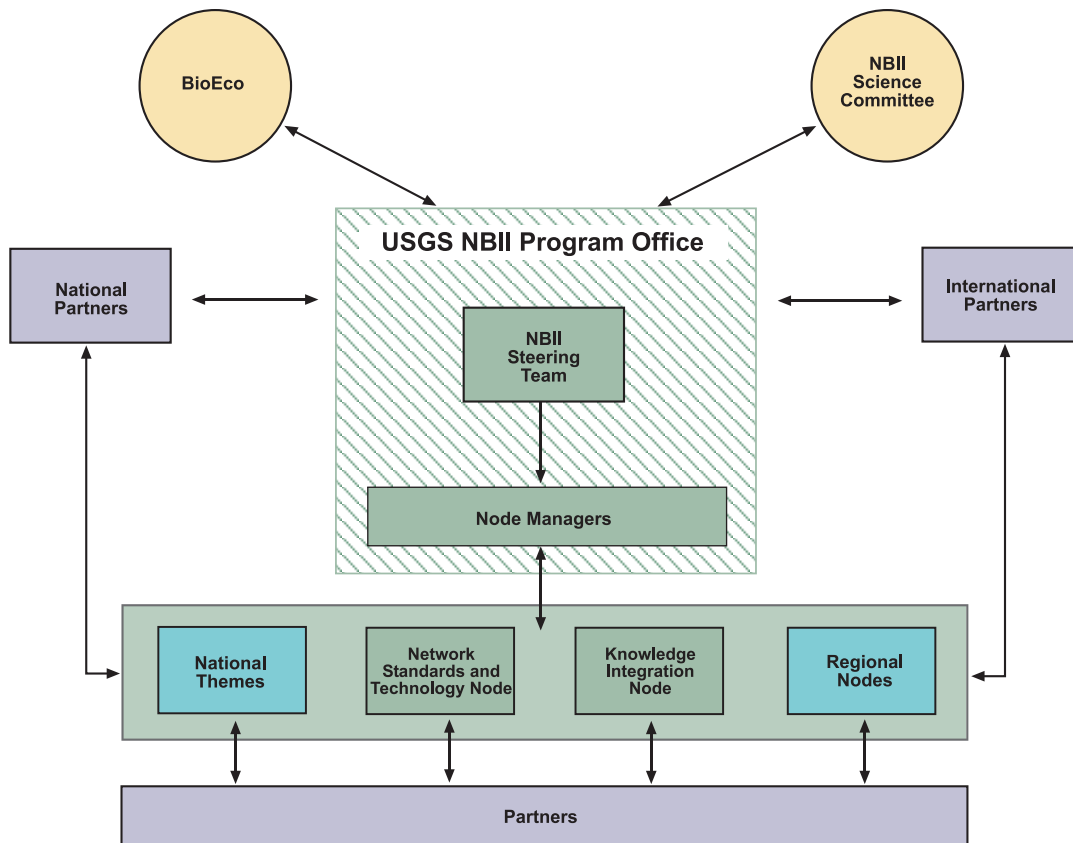 BioEco
NBII
Science
Committee
USGS NBII Program Office
National
Partners
International
Partners
NBII
Steering
Team
Node Managers
National
Themes
Network
Standards and
Technology Node
Knowledge
Integration
Node
Regional
Nodes
Partners